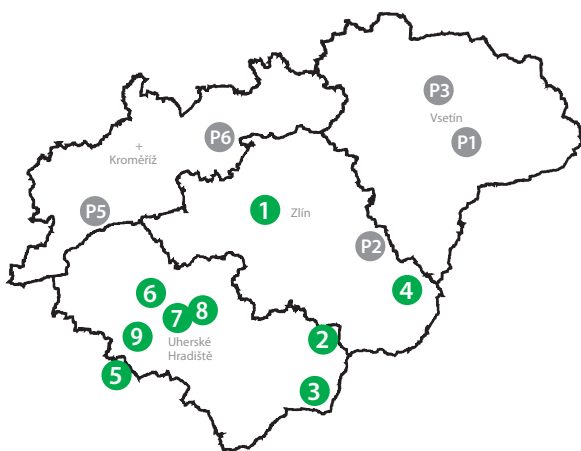 P3
Vsetín
P1
P6
+
Kroměříž
P5
1
Zlín
P2
4
6
8
7
9
2
Uherské
Hradiště
5
3